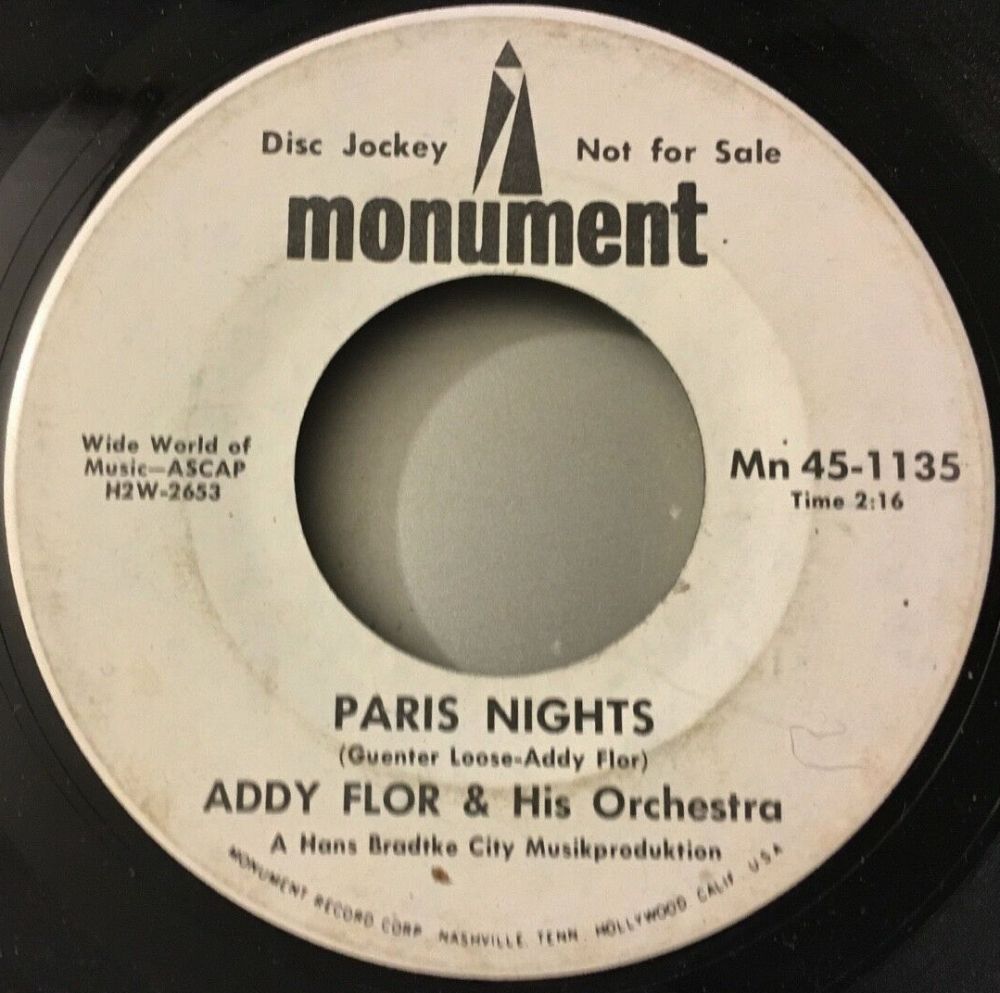 Disc Jockey
Not for Sale
monument
Wide World of
Music—ASCAP
H2W-2653
Mn 45-1135
Time 2:16
PARIS NIGHTS
(Guenter Loose-Addy Flor)
ADDY FLOR & His Orchestra
A Hans Bradtke City Musikproduktion
MONUMENT RECORD CORP. NASHVILLE, TENN. HOLLYWOOD CALIF. U S A